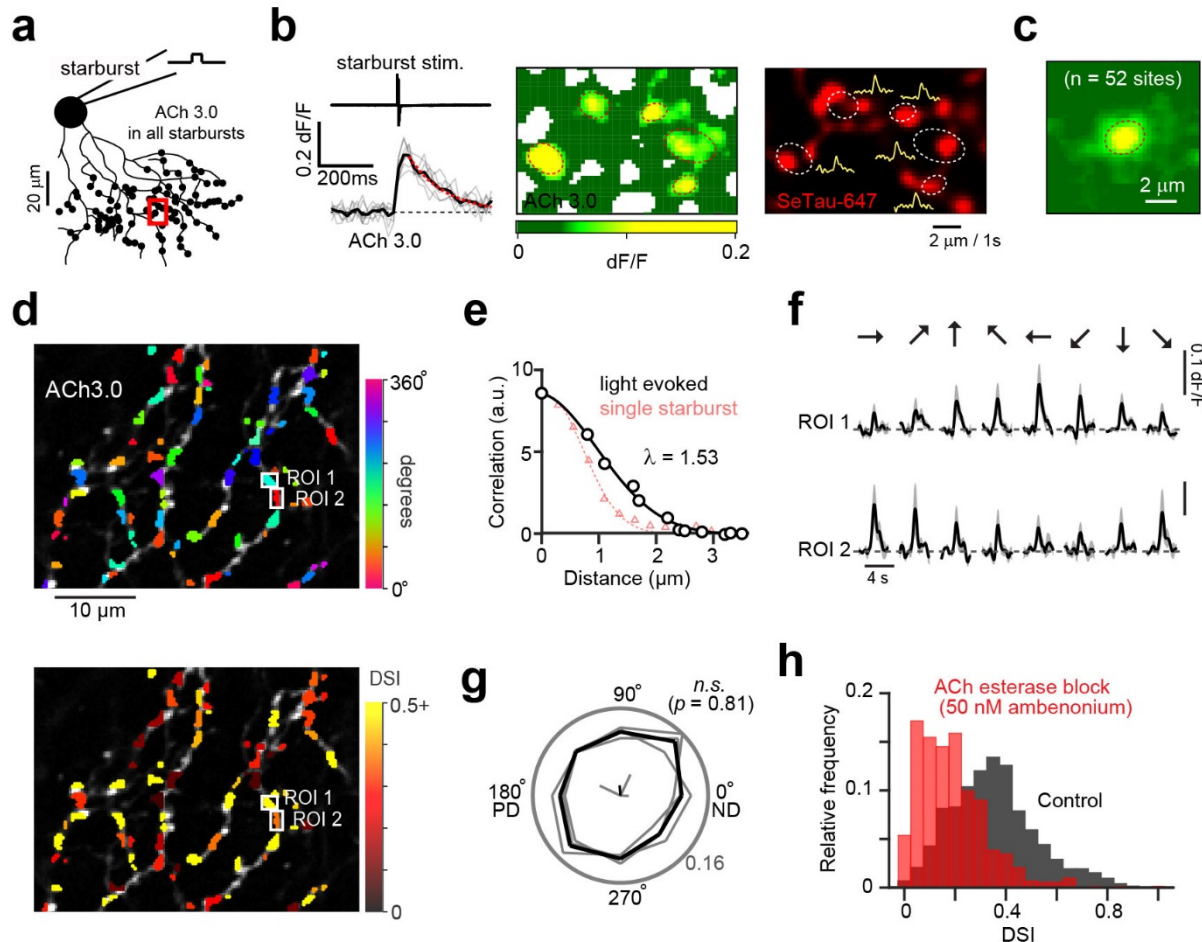 a
starburst
ACh 3.0
in all starbursts
20 µm
b
starburst stim.
0.2 dF/F
200ms
ACh 3.0
ACh 3.0
0
0.2
dF/F
SeTau-647
2 µm / 1s
c
(n = 52 sites)
2 µm
d
ACh3.0
ROI 1
ROI 2
360°
degrees
0°
10 µm
DSI
0.5+
ROI 1
ROI 2
0
e
Correlation (a.u.)
10
5
0
light evoked
single starburst
λ = 1.53
0 1 2 3
Distance (µm)
f
→ ↗ ↑ ↖ ← ↙ ↓ ↘
0.1 dF/F
ROI 1
ROI 2
4 s
g
n.s.
(p = 0.81)
90°
180°
PD
0°
ND
0.16
270°
h
Relative frequency
0.2
0.1
0
ACh esterase block
(50 nM ambenonium)
Control
0 0.4 0.8
DSI